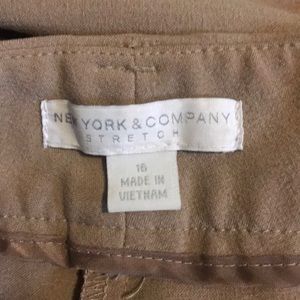 NEW YORK & COMPANY
STRETCH
16
MADE IN
VIETNAM